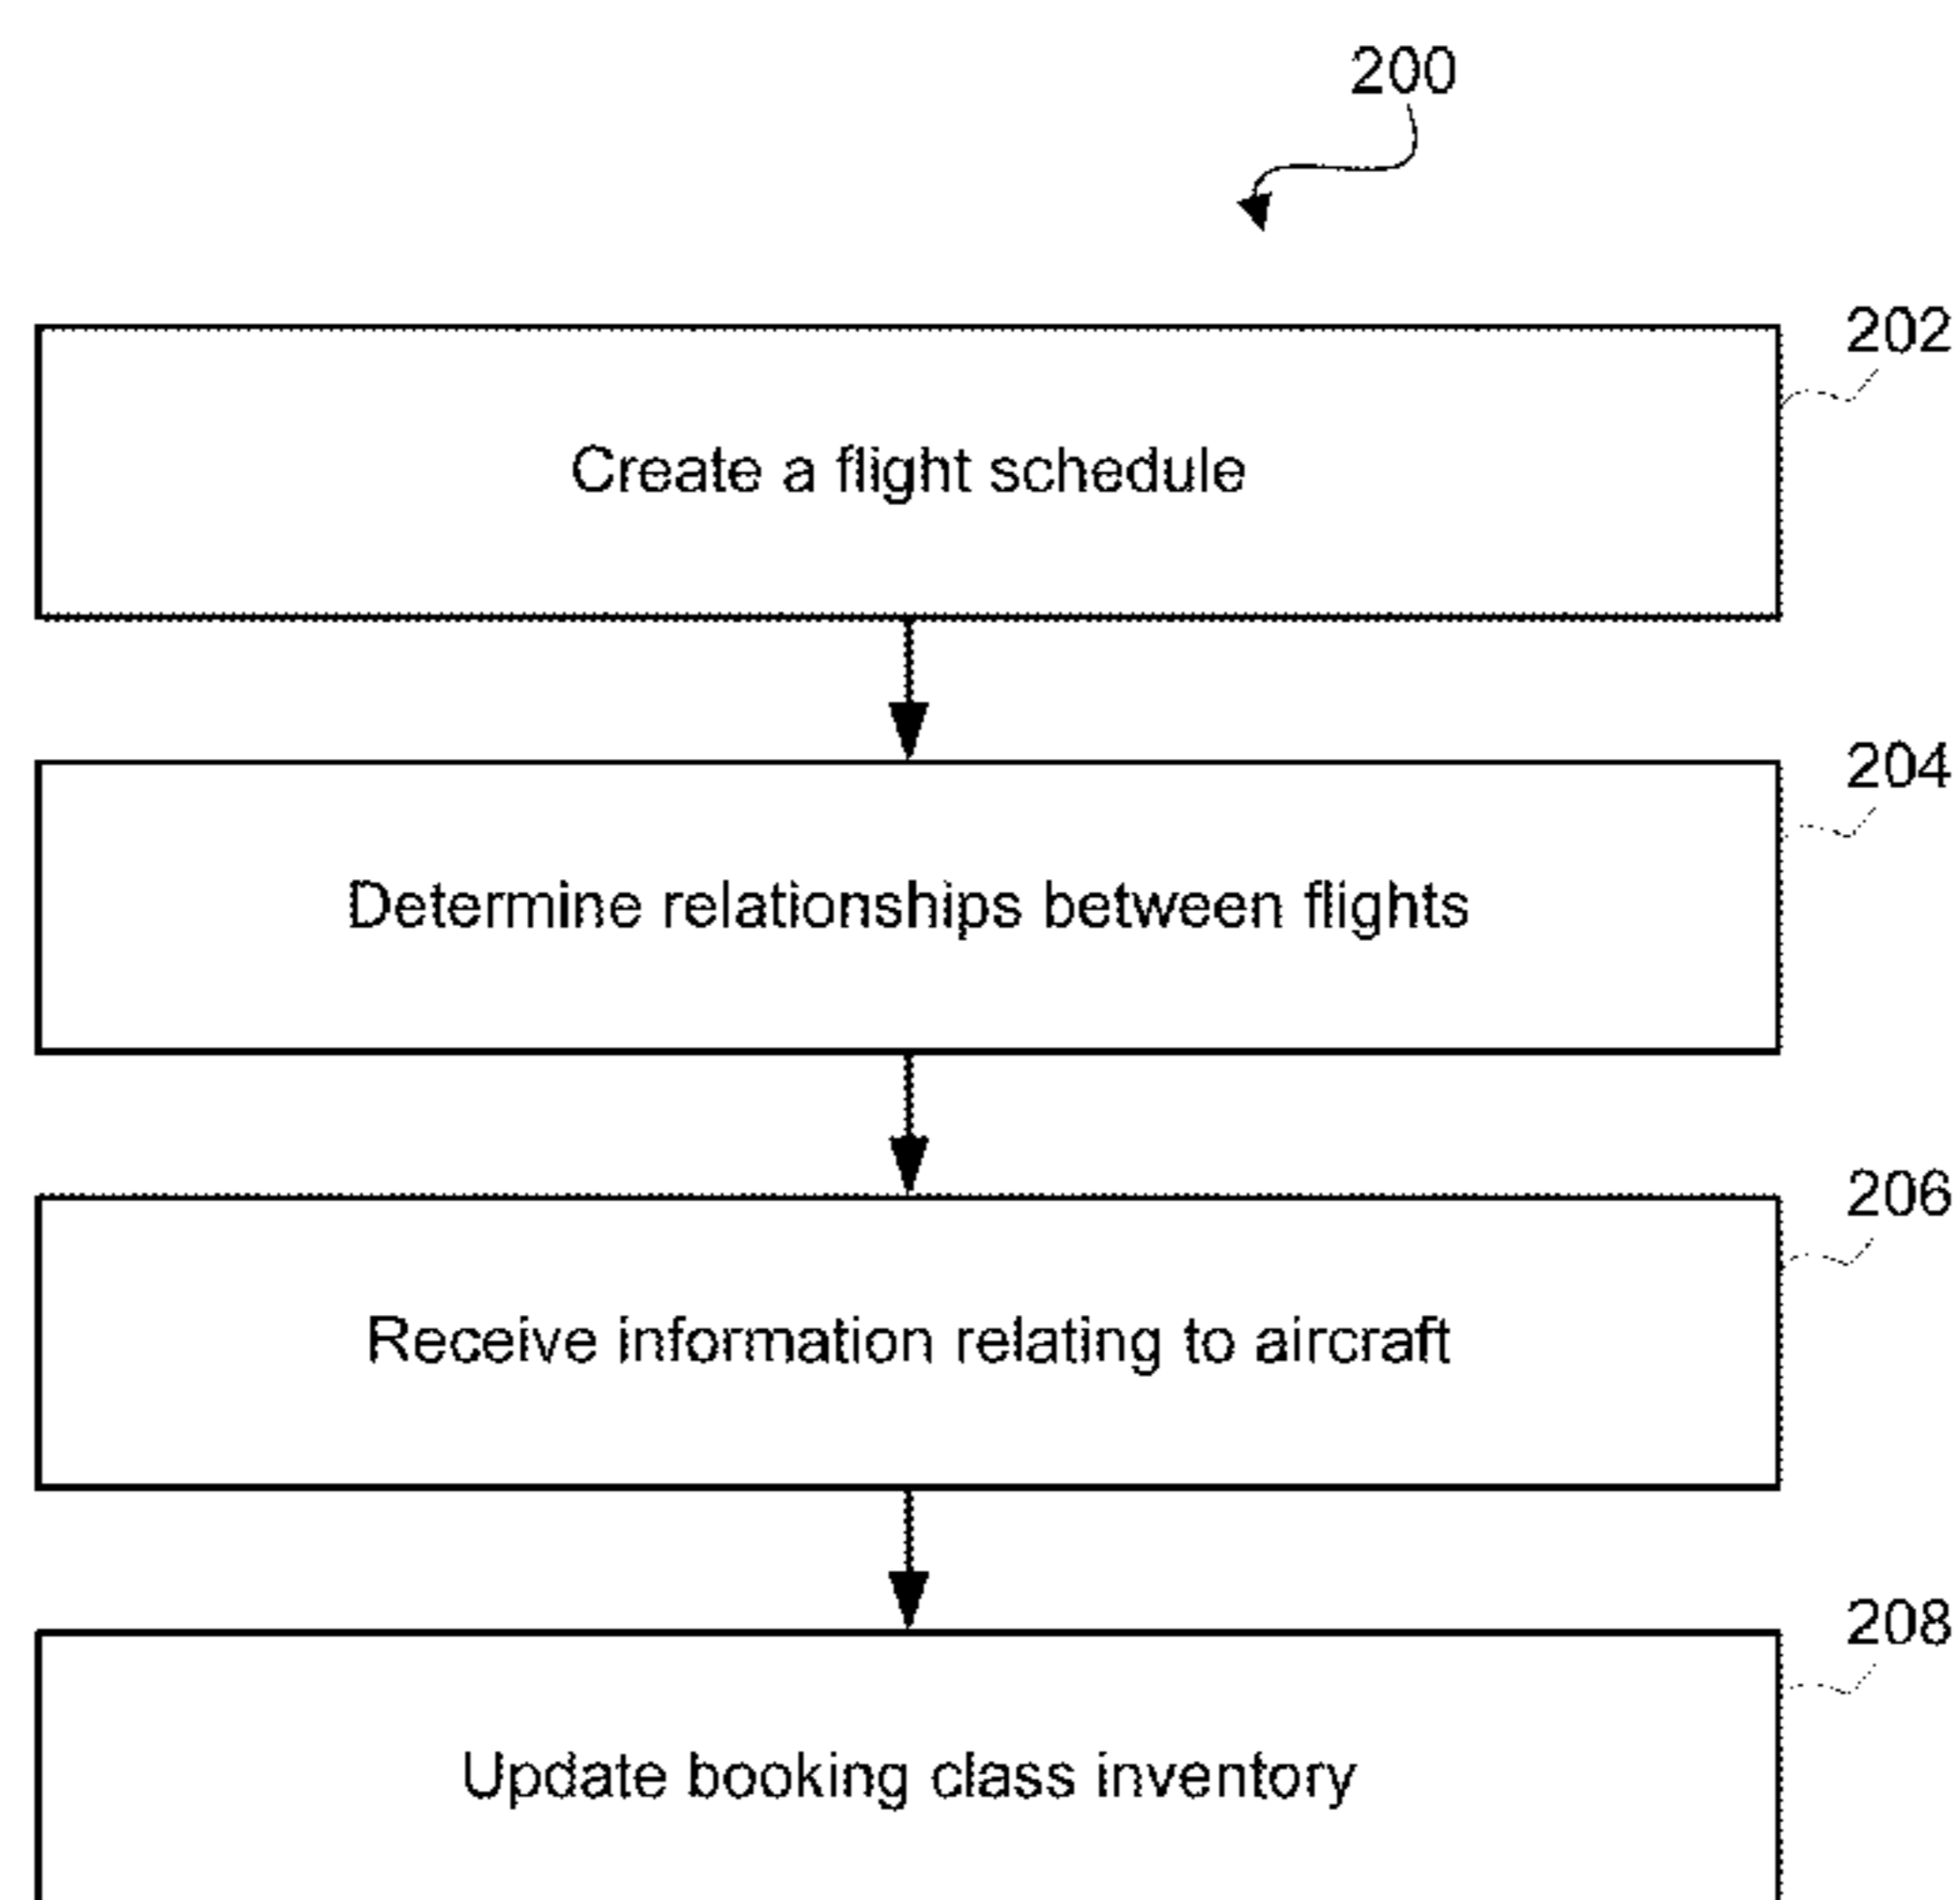 200
202
Create a flight schedule
204
Determine relationships between flights
206
Receive information relating to aircraft
208
Update booking class inventory